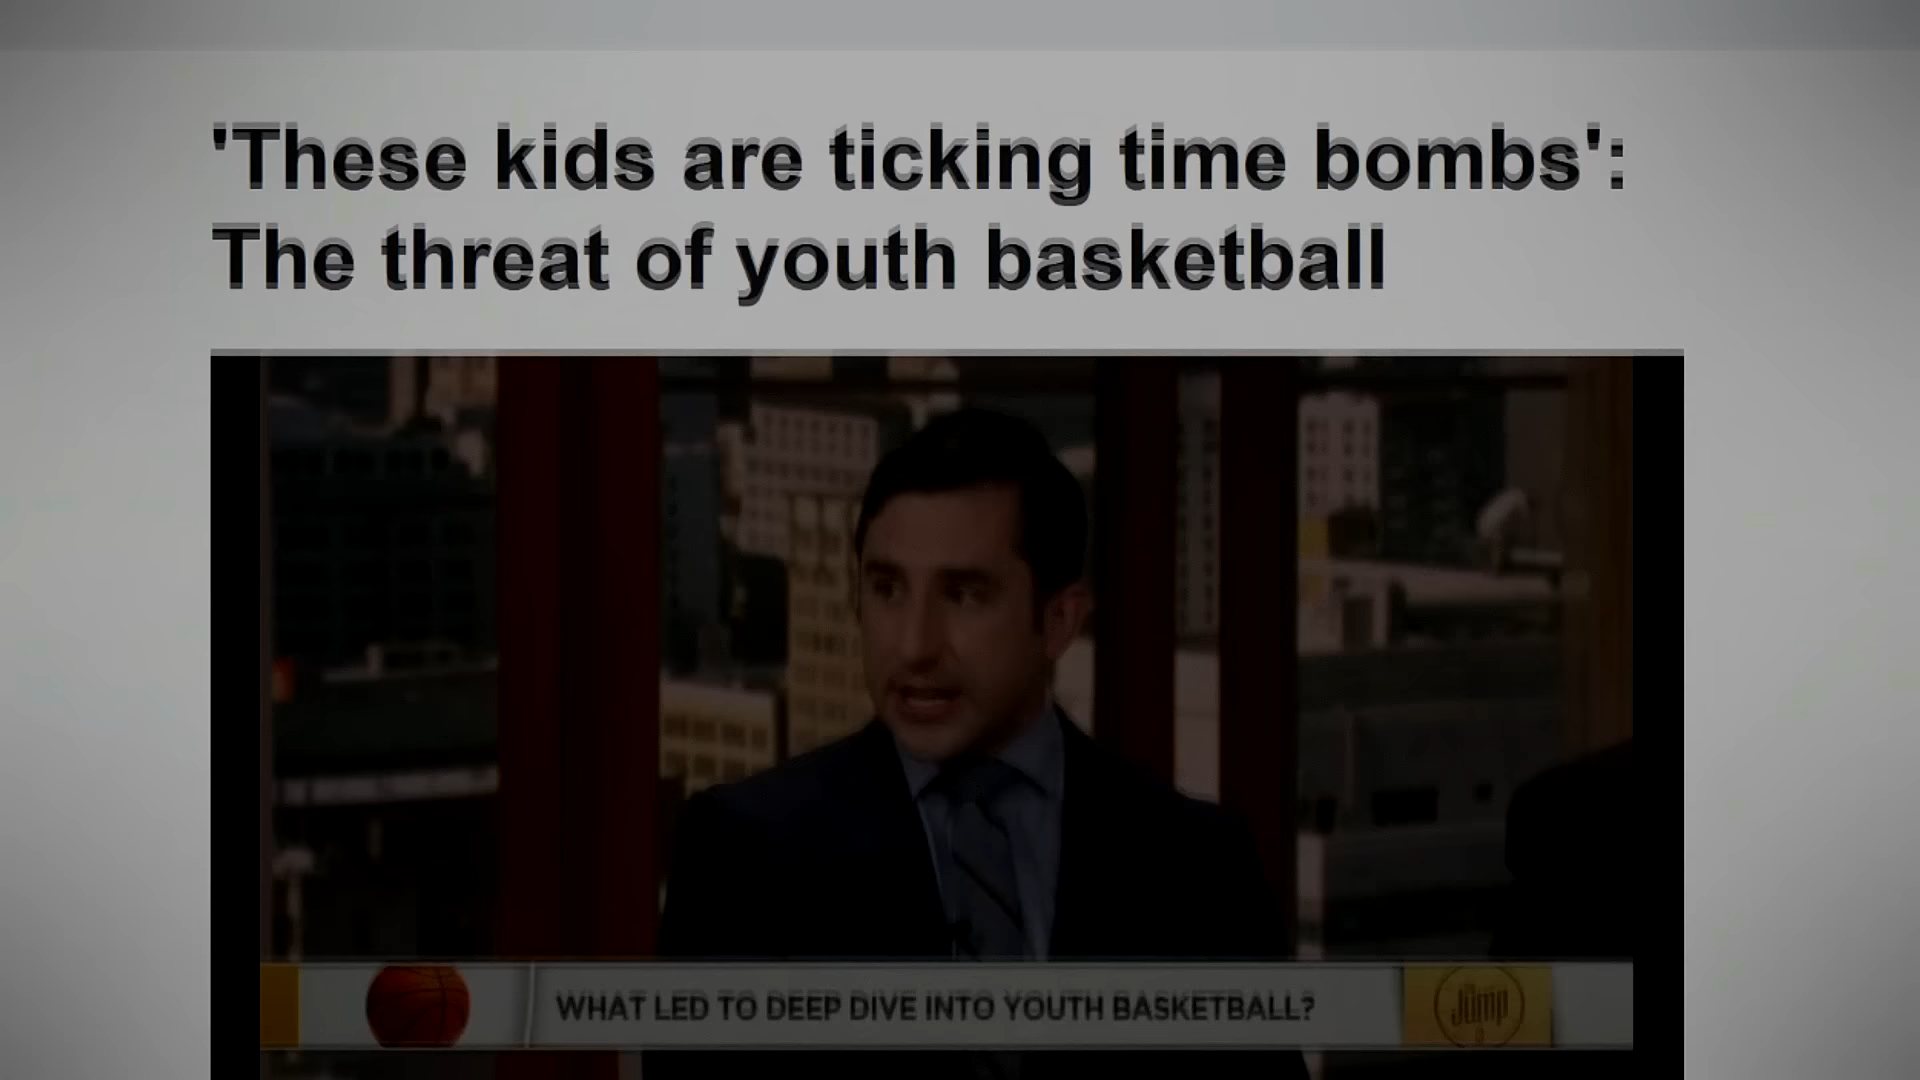 'These kids are ticking time bombs':
The threat of youth basketball
WHAT LED TO DEEP DIVE INTO YOUTH BASKETBALL?
THE Jump